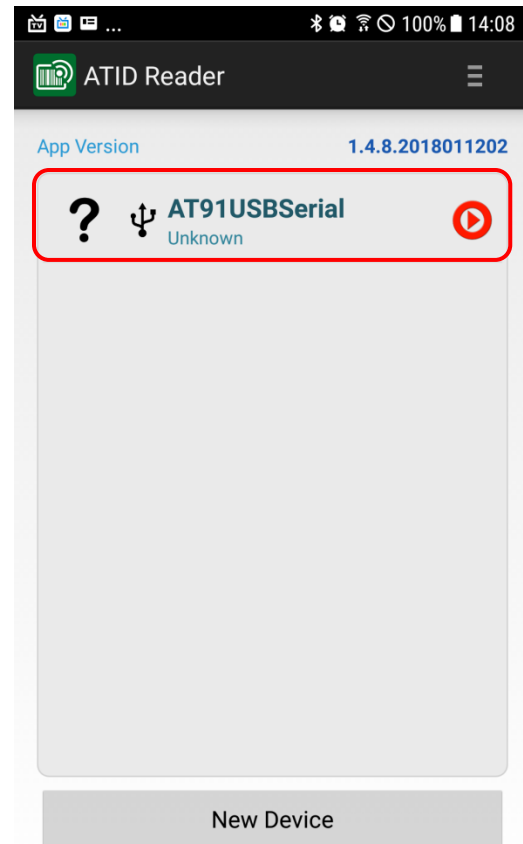 ... 100% 14:08
ATID Reader
App Version 1.4.8.2018011202
AT91USBSerial
Unknown
New Device